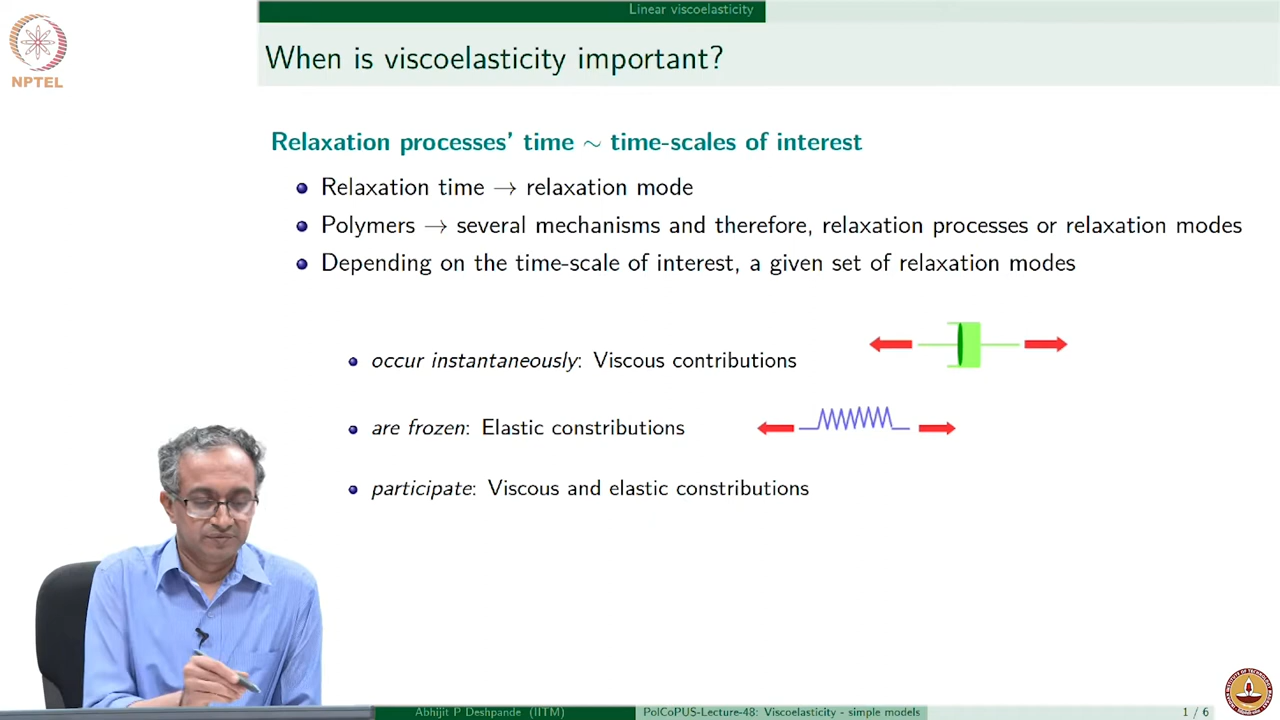 Linear viscoelasticity
NPTEL
When is viscoelasticity important?
Relaxation processes' time ∼ time-scales of interest
Relaxation time → relaxation mode
Polymers → several mechanisms and therefore, relaxation processes or relaxation modes
Depending on the time-scale of interest, a given set of relaxation modes
occur instantaneously: Viscous contributions
are frozen: Elastic constributions
participate: Viscous and elastic constributions
Abhijit P Deshpande (IITM)
PolCoPUS-Lecture-48: Viscoelasticity - simple models
1 / 6